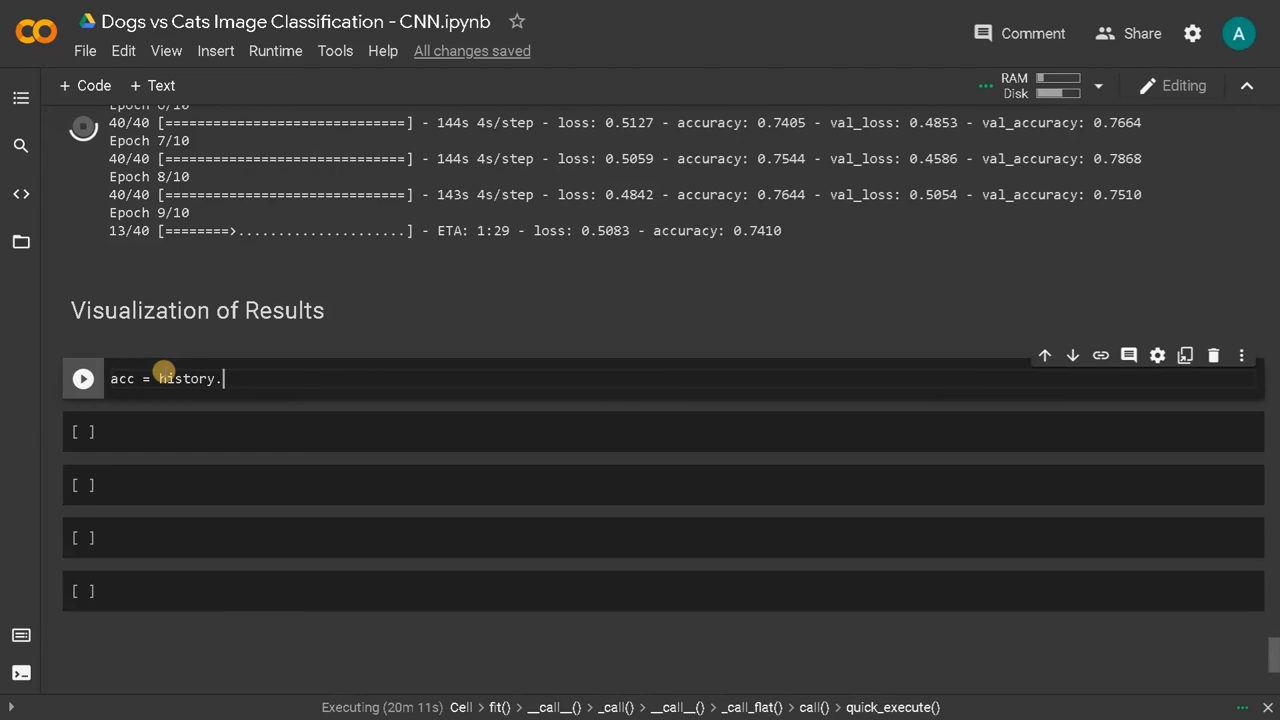 Dogs vs Cats Image Classification - CNN.ipynb
File Edit View Insert Runtime Tools Help All changes saved
Comment Share A
+ Code + Text
RAM
Disk
Editing
Epoch 6/10
40/40 [==============================] - 144s 4s/step - loss: 0.5127 - accuracy: 0.7405 - val_loss: 0.4853 - val_accuracy: 0.7664
Epoch 7/10
40/40 [==============================] - 144s 4s/step - loss: 0.5059 - accuracy: 0.7544 - val_loss: 0.4586 - val_accuracy: 0.7868
Epoch 8/10
40/40 [==============================] - 143s 4s/step - loss: 0.4842 - accuracy: 0.7644 - val_loss: 0.5054 - val_accuracy: 0.7510
Epoch 9/10
13/40 [========>.....................] - ETA: 1:29 - loss: 0.5083 - accuracy: 0.7410
Visualization of Results
acc = history.
[ ]
[ ]
[ ]
[ ]
Executing (20m 11s) Cell > fit() > __call__() > _call() > __call__() > _call_flat() > call() > quick_execute()